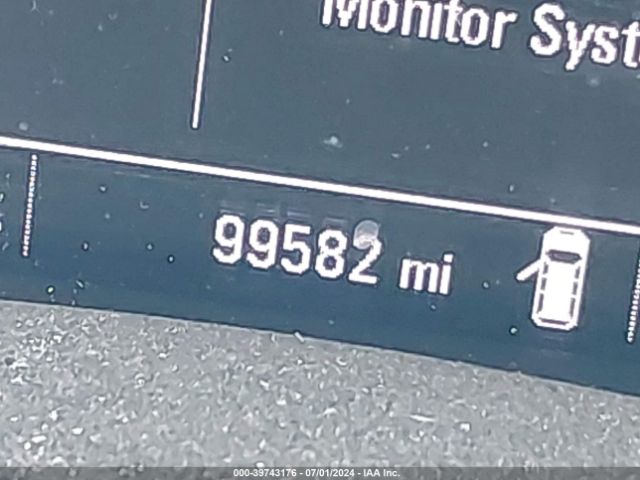 Monitor Syst
99582 mi
000-39743176 - 07/01/2024 - IAA Inc.